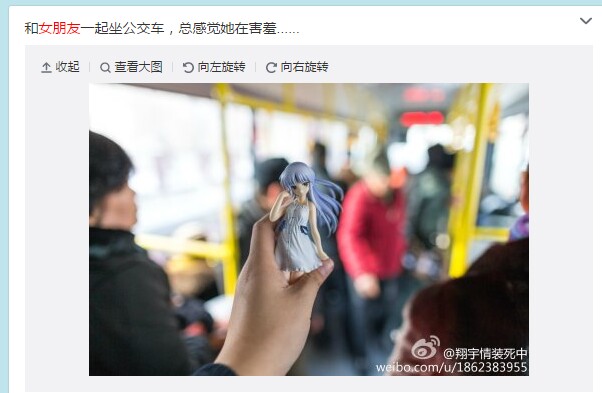 和女朋友一起坐公交车，总感觉她在害羞......
收起 查看大图 向左旋转 向右旋转
@翔宇情装死中
weibo.com/u/1862383955